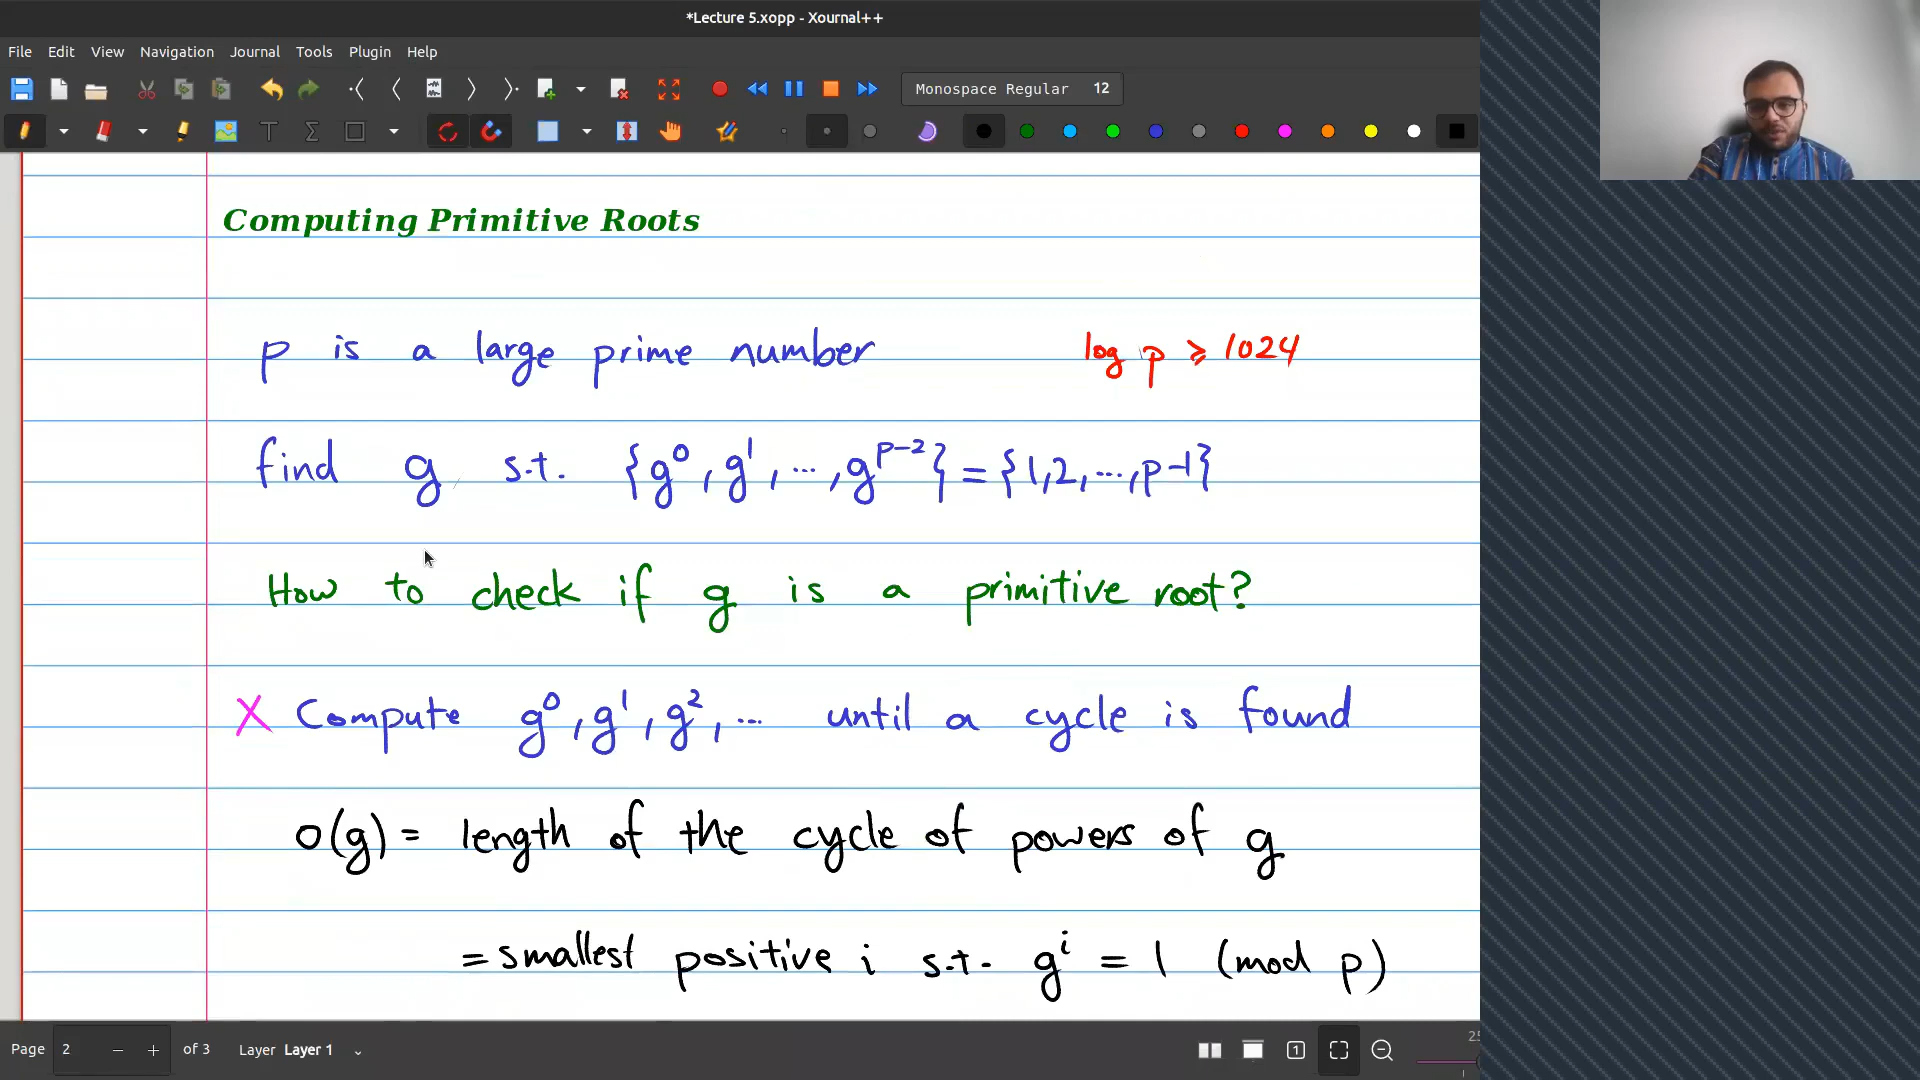 *Lecture 5.xopp - Xournal++
File Edit View Navigation Journal Tools Plugin Help
Monospace Regular 12
Computing Primitive Roots
p is a large prime number log p ≥ 1024
find g s.t. {g⁰, g¹, ..., gᵖ⁻²} = {1,2,...,p-1}
How to check if g is a primitive root?
X Compute g⁰, g¹, g², ... until a cycle is found
o(g) = length of the cycle of powers of g
= smallest positive i s.t. gⁱ = 1 (mod p)
Page 2 − + of 3 Layer Layer 1